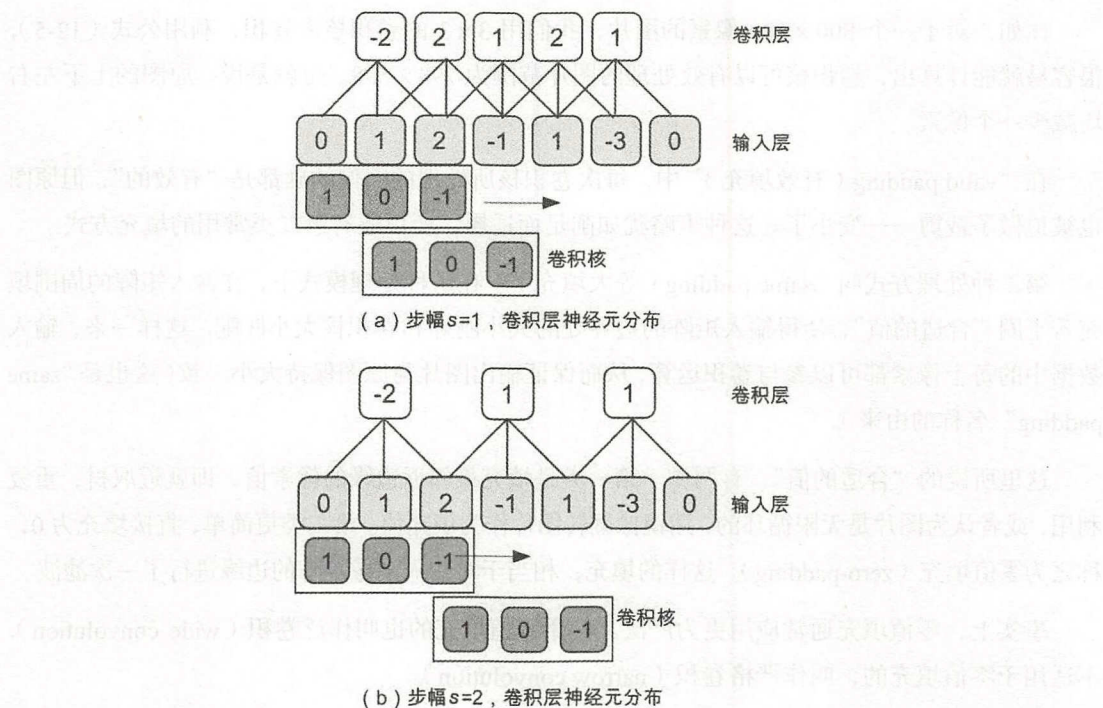 -2 2 1 2 1 卷积层
0 1 2 -1 1 -3 0 输入层
1 0 -1
1 0 -1 卷积核
(a)步幅s=1，卷积层神经元分布
-2 1 1 卷积层
0 1 2 -1 1 -3 0 输入层
1 0 -1
1 0 -1 卷积核
(b)步幅s=2，卷积层神经元分布